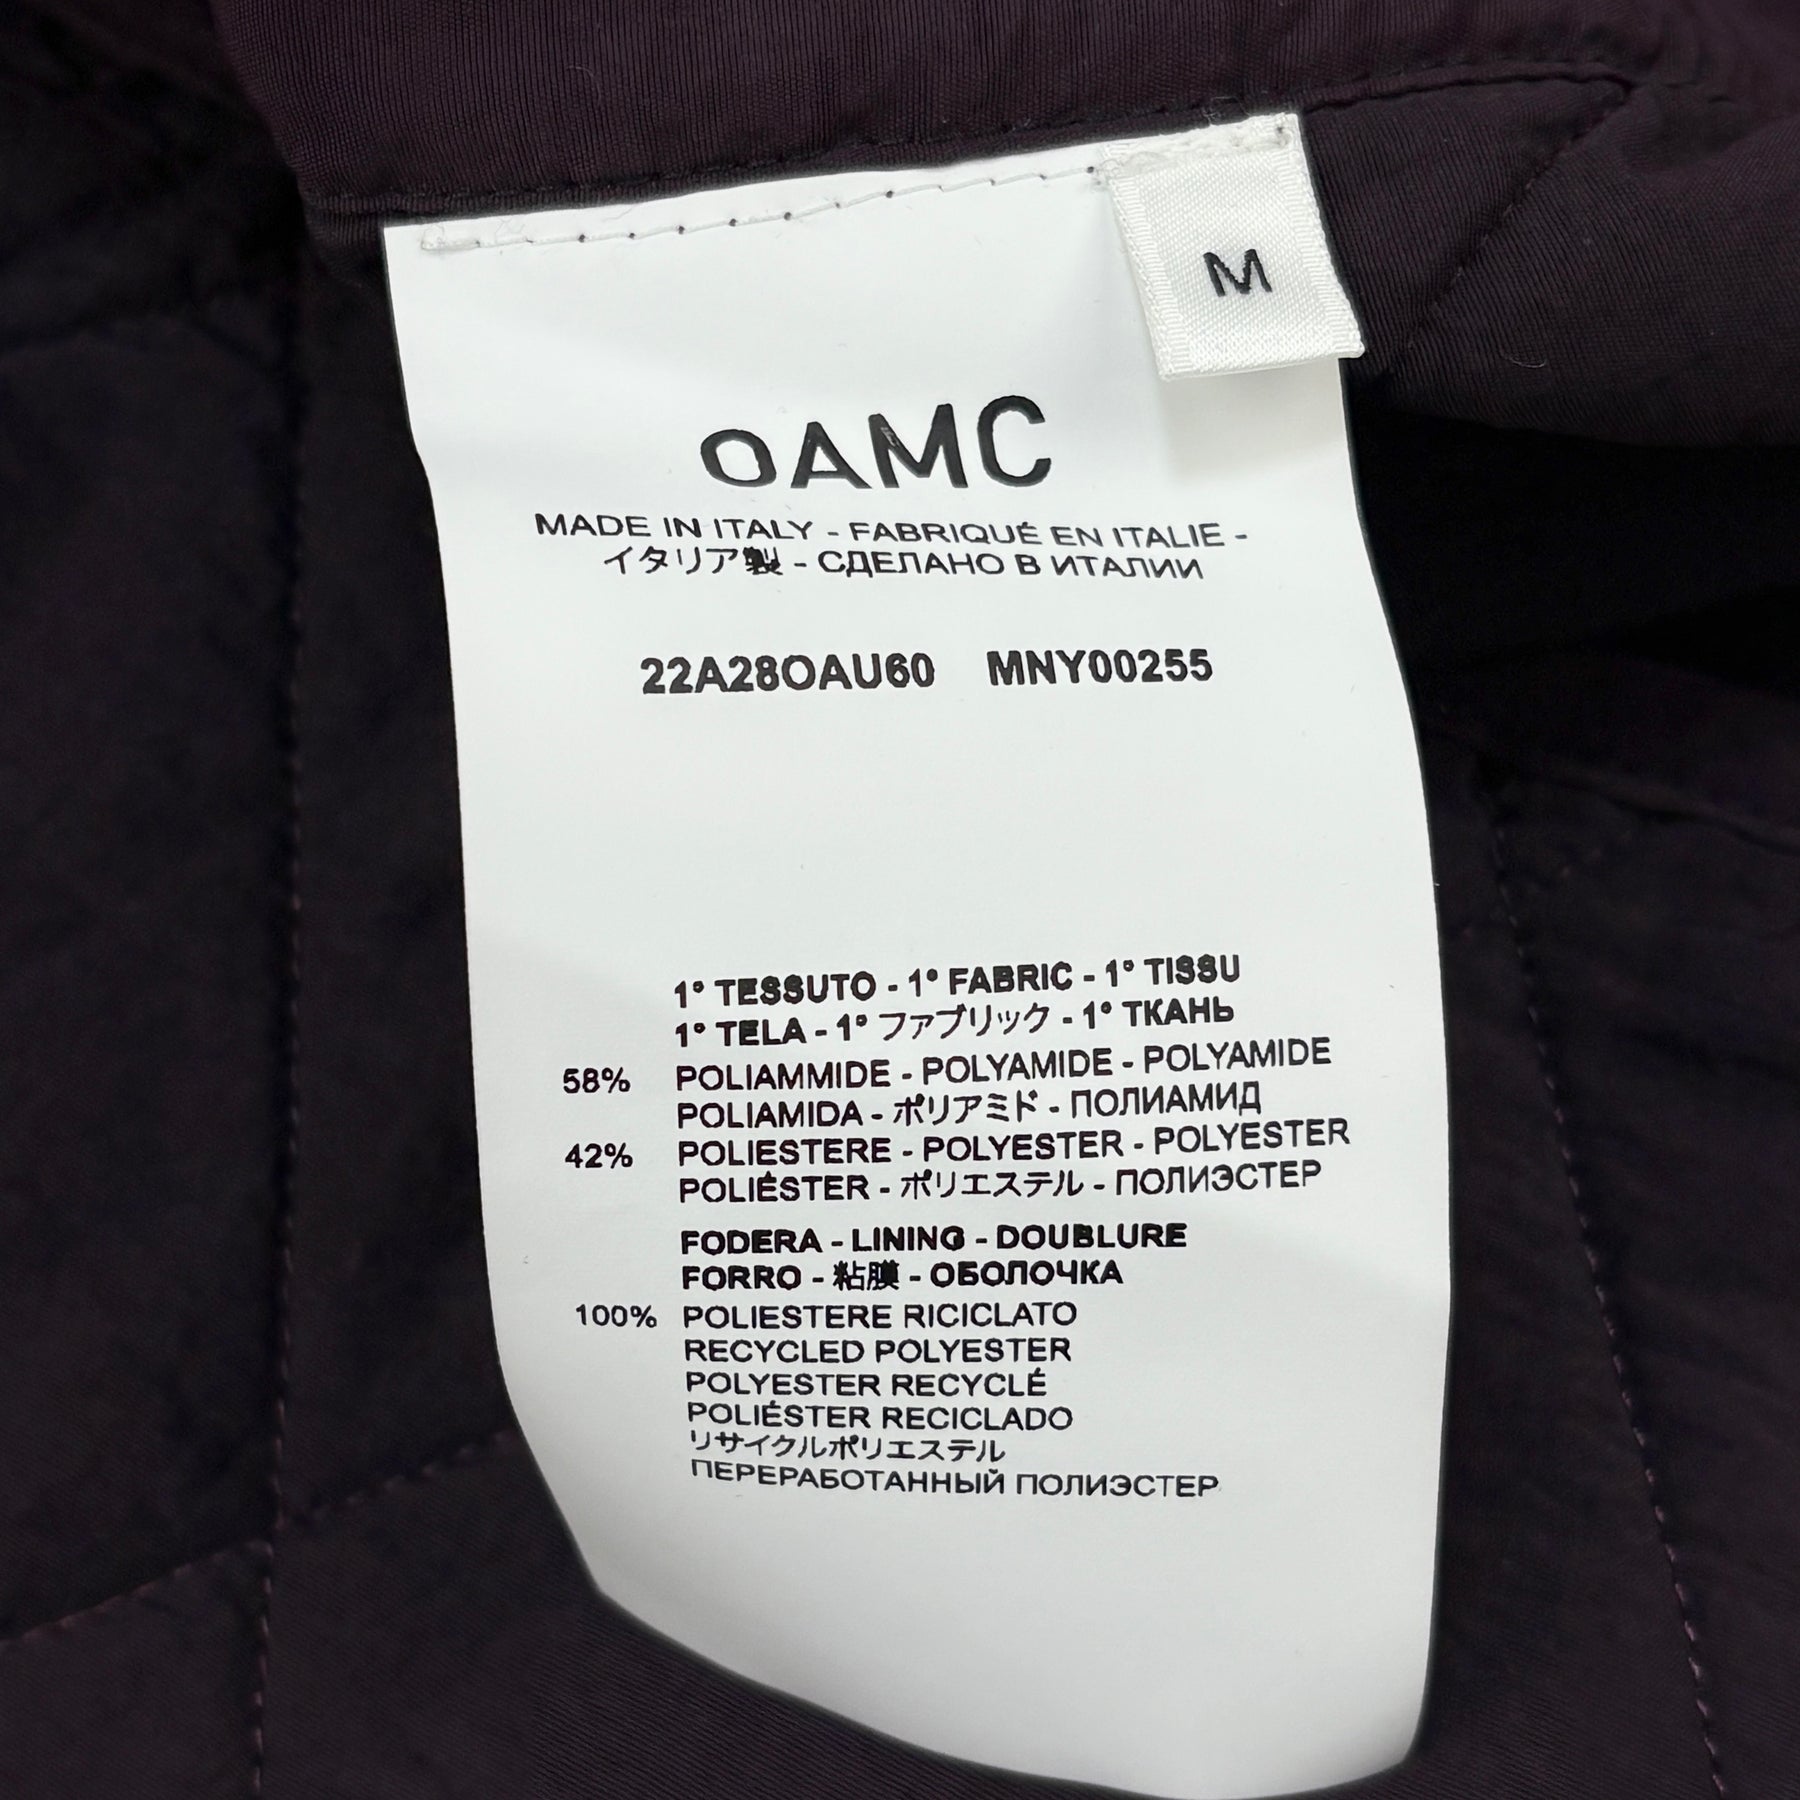 M
OAMC
MADE IN ITALY - FABRIQUÉ EN ITALIE -
イタリア製 - СДЕЛАНО В ИТАЛИИ
22A28OAU60 MNY00255
1° TESSUTO - 1° FABRIC - 1° TISSU
1° TELA - 1° ファブリック - 1° ТКАНЬ
58% POLIAMMIDE - POLYAMIDE - POLYAMIDE
POLIAMIDA - ポリアミド - ПОЛИАМИД
42% POLIESTERE - POLYESTER - POLYESTER
POLIÉSTER - ポリエステル - ПОЛИЭСТЕР
FODERA - LINING - DOUBLURE
FORRO - 粘膜 - ОБОЛОЧКА
100% POLIESTERE RICICLATO
RECYCLED POLYESTER
POLYESTER RECYCLÉ
POLIÉSTER RECICLADO
リサイクルポリエステル
ПЕРЕРАБОТАННЫЙ ПОЛИЭСТЕР